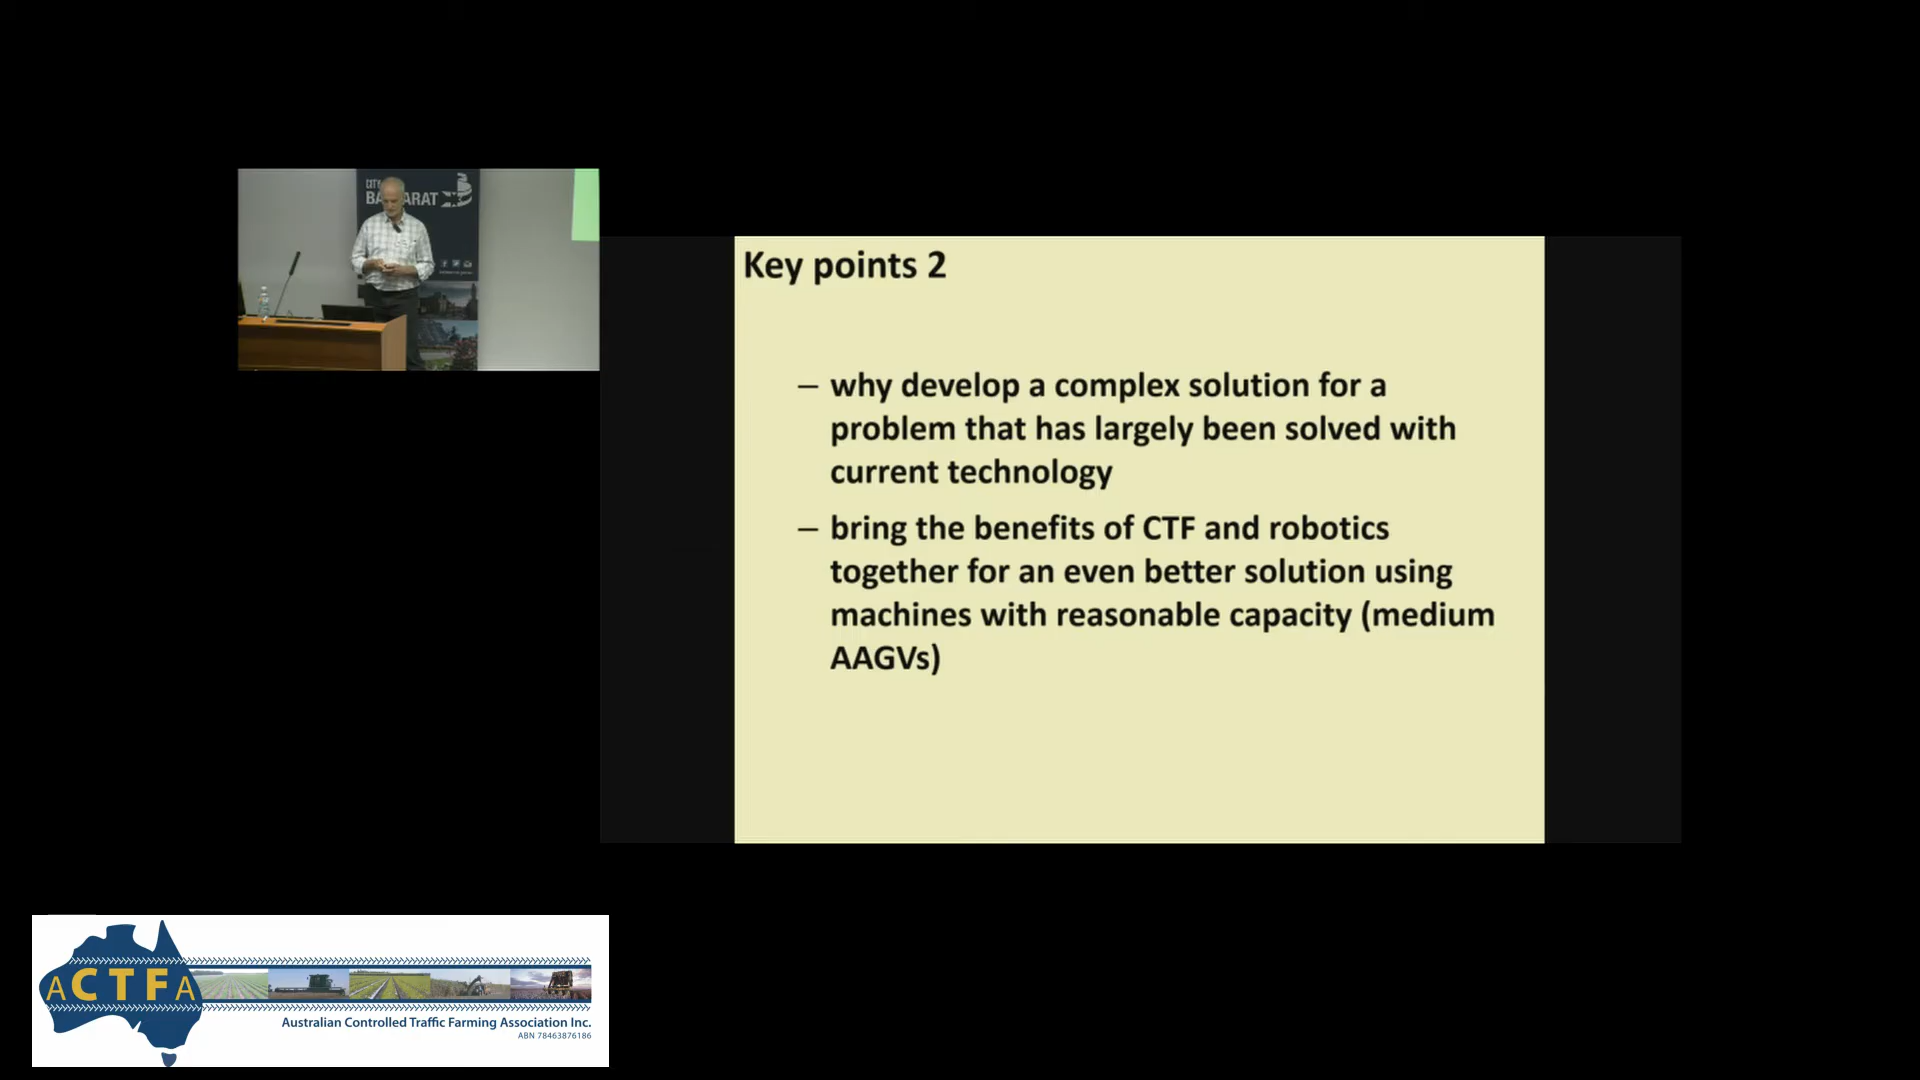 CITY
BALLARAT
Key points 2
– why develop a complex solution for a
problem that has largely been solved with
current technology
– bring the benefits of CTF and robotics
together for an even better solution using
machines with reasonable capacity (medium
AAGVs)
ACTFA
Australian Controlled Traffic Farming Association Inc.
ABN 78463876186